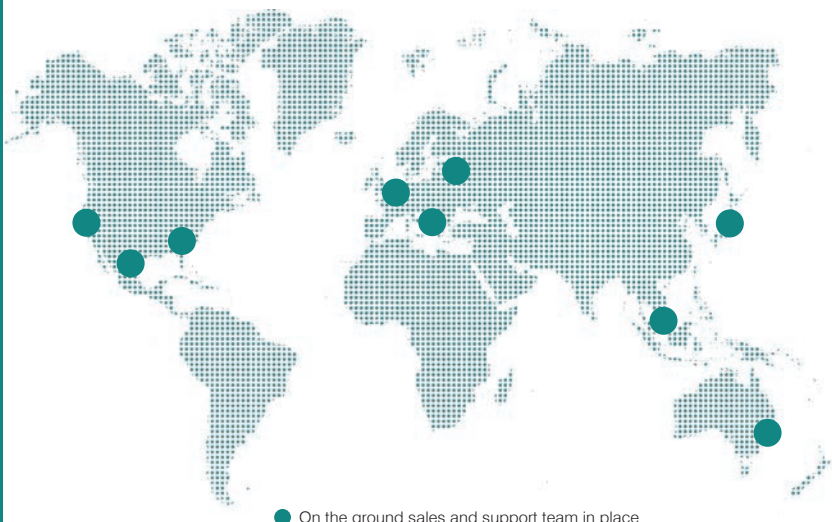 On the ground sales and support team in place